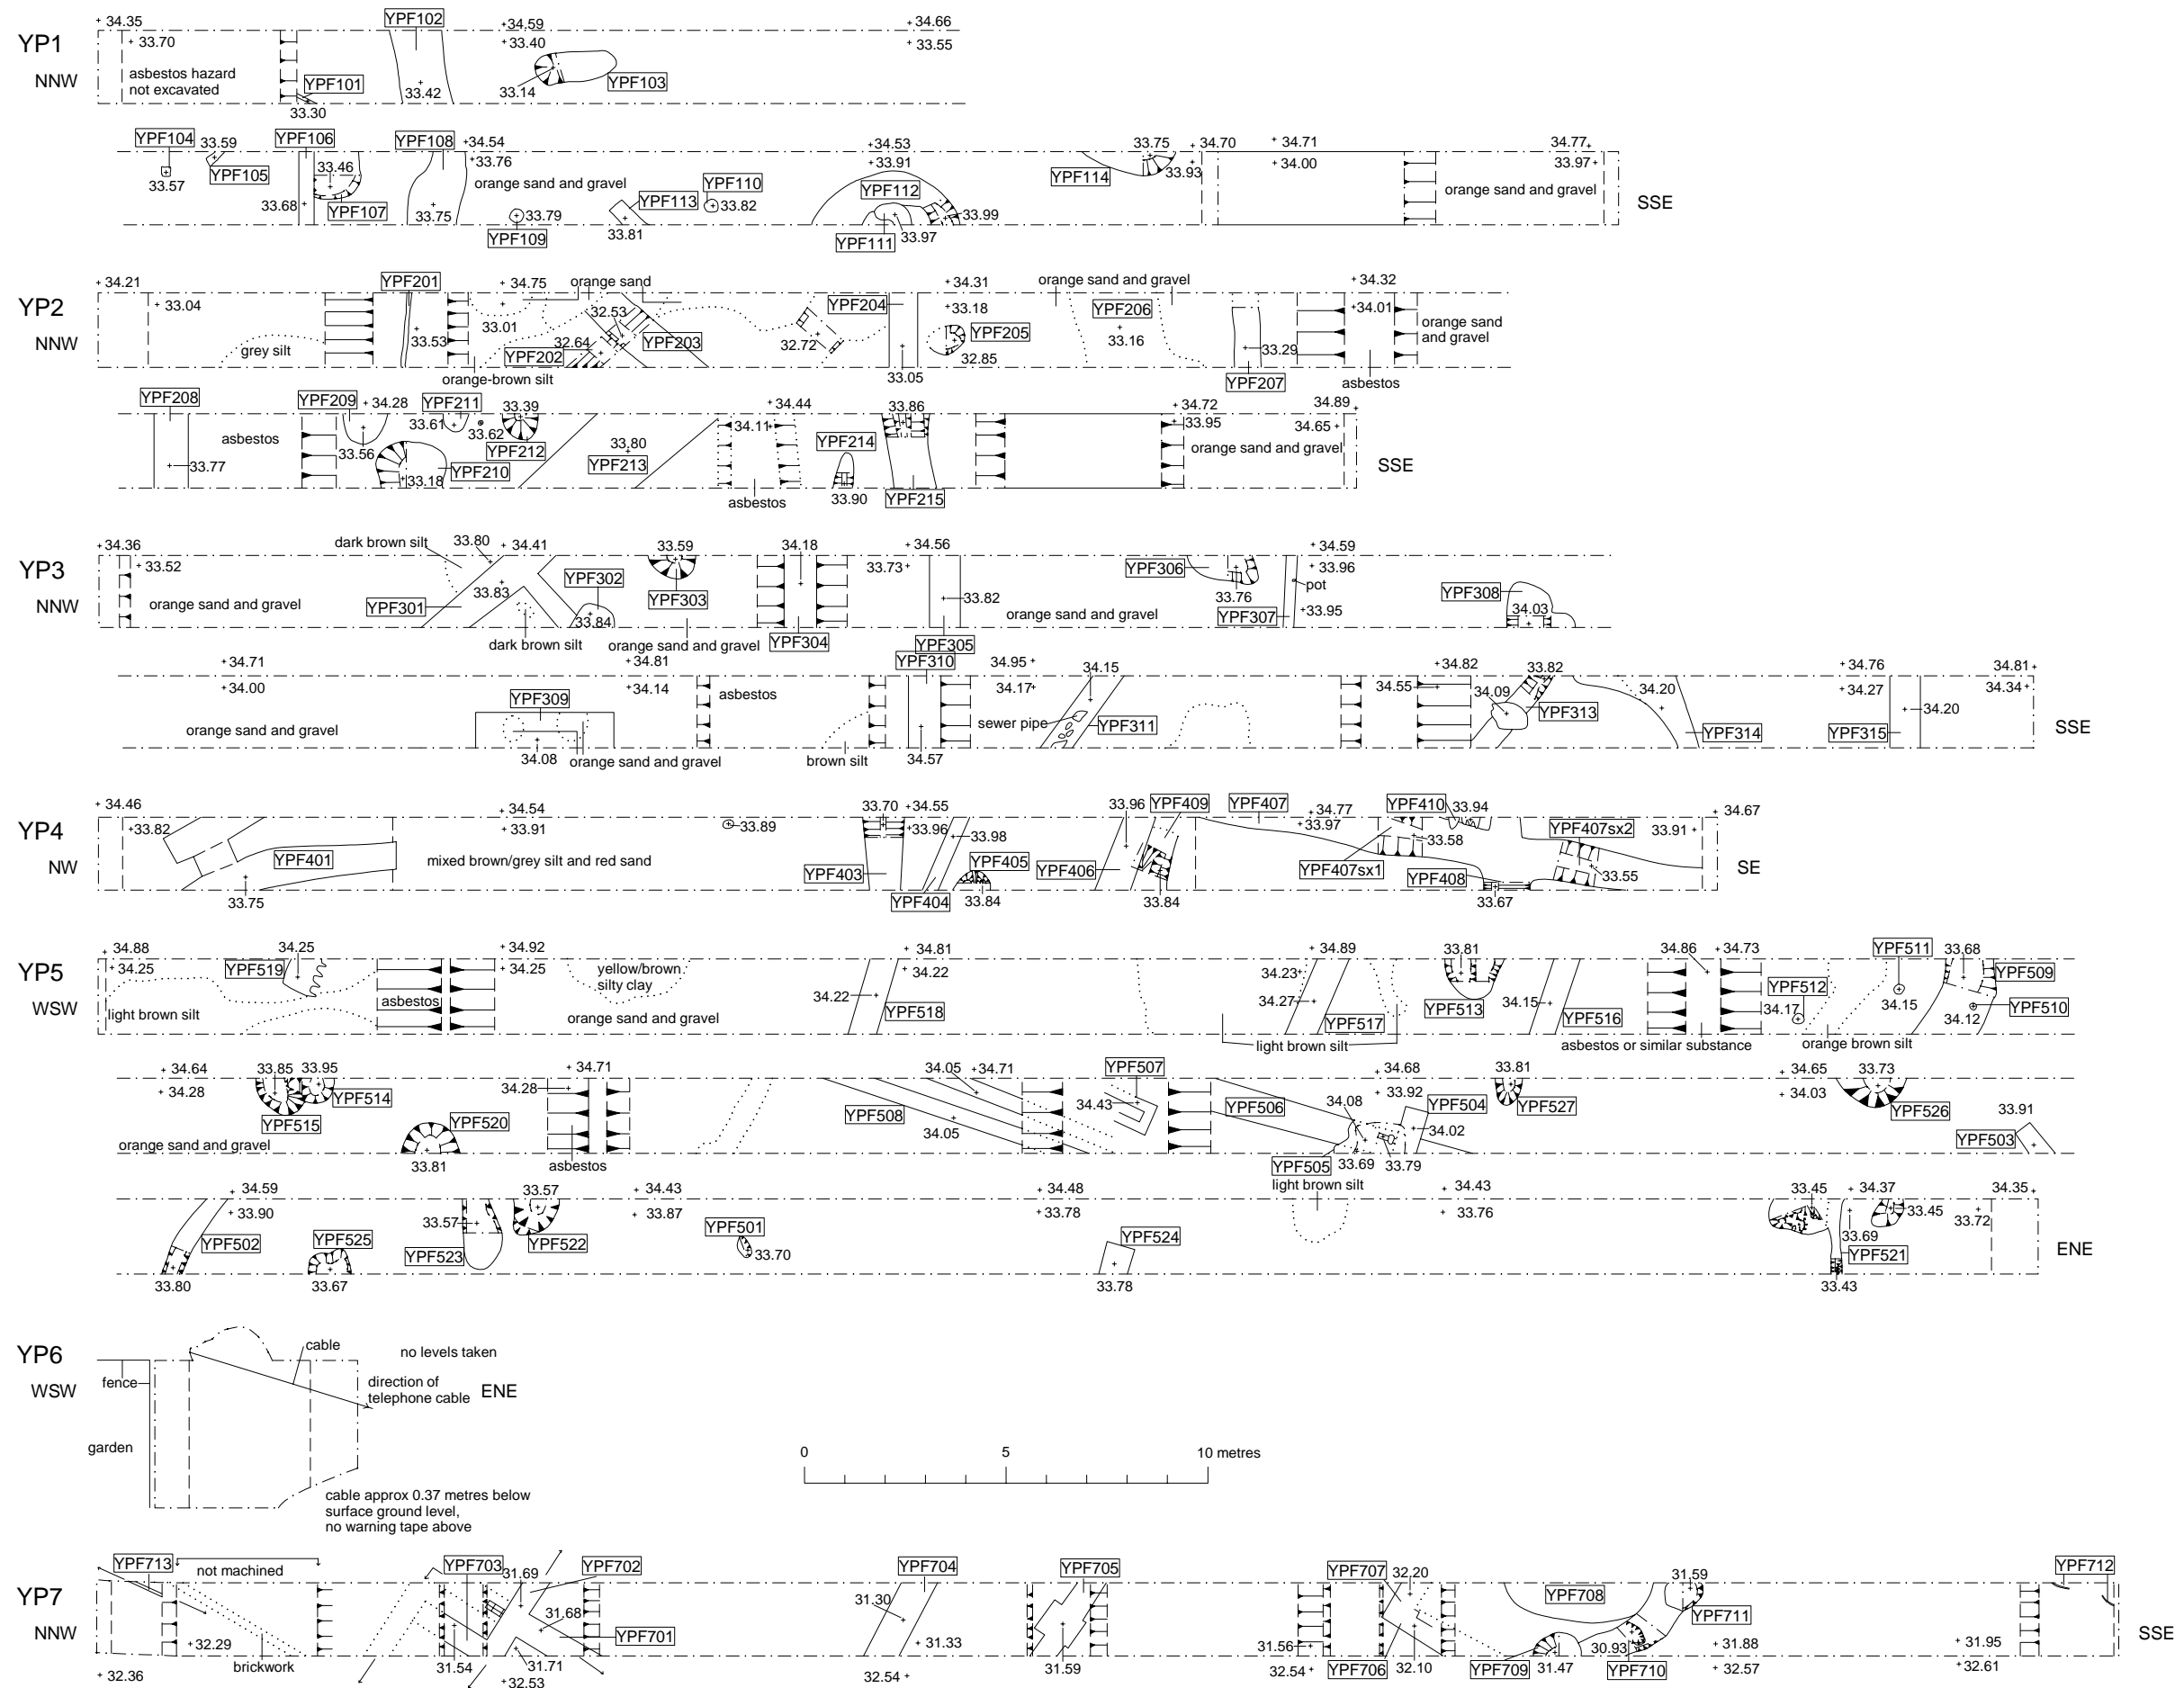 34.35
YPF102
34.59
34.66
YP1
33.70
33.40
33.55
NNW
asbestos hazard
not excavated
YPF101
33.42
33.14
YPF103
33.30
YPF104
33.59
YPF106
YPF108
34.54
34.53
33.75
34.70
34.71
34.77
33.46
33.76
33.91
33.93
34.00
33.97
33.57
YPF105
orange sand and gravel
YPF110
YPF112
YPF114
orange sand and gravel
33.68
YPF107
33.75
33.79
YPF113
33.82
33.99
SSE
YPF109
33.81
YPF111
33.97
34.21
YPF201
34.75
orange sand
34.31
orange sand and gravel
34.32
YP2
33.04
33.01
32.53
YPF204
33.18
YPF206
34.01
orange sand
and gravel
NNW
grey silt
33.53
YPF202
32.64
YPF203
32.72
YPF205
32.85
33.16
33.29
orange-brown silt
33.05
YPF207
asbestos
YPF208
YPF209
34.28
YPF211
33.39
34.44
33.86
34.72
34.89
asbestos
33.61
33.62
34.11
33.95
34.65
33.77
33.56
YPF210
YPF212
33.80
YPF213
YPF214
orange sand and gravel
SSE
33.18
asbestos
33.90
YPF215
34.36
dark brown silt
33.80
34.41
33.59
34.18
34.56
34.59
YP3
33.52
33.73
YPF306
33.96
NNW
orange sand and gravel
YPF301
33.83
YPF302
YPF303
33.82
orange sand and gravel
33.76
pot
YPF307
33.95
YPF308
34.03
33.84
dark brown silt
orange sand and gravel
YPF304
YPF305
34.71
34.81
YPF310
34.95
34.15
34.82
33.82
34.76
34.81
34.00
34.14
asbestos
34.17
34.55
34.09
34.20
34.27
34.34
YPF309
sewer pipe
YPF311
YPF313
34.20
orange sand and gravel
YPF314
YPF315
SSE
34.08
orange sand and gravel
brown silt
34.57
34.46
34.54
33.70
34.55
33.96
YPF409
YPF407
34.77
YPF410
33.94
34.67
YP4
33.82
33.91
33.89
33.96
33.98
33.97
33.58
YPF407sx2
33.91
NW
YPF401
mixed brown/grey silt and red sand
YPF403
YPF405
YPF406
YPF407sx1
YPF408
33.55
SE
33.75
YPF404
33.84
33.84
33.67
34.88
34.25
34.92
34.81
34.89
33.81
34.86
34.73
YPF511
33.68
YP5
34.25
YPF519
34.25
yellow/brown
silty clay
34.22
34.23
YPF509
WSW
light brown silt
asbestos
orange sand and gravel
34.22
YPF518
34.27
YPF517
YPF513
34.15
YPF516
YPF512
34.17
34.15
34.12
YPF510
light brown silt
asbestos or similar substance
orange brown silt
34.64
33.85
33.95
34.71
34.05
34.71
YPF507
34.68
33.81
34.65
33.73
34.28
YPF514
34.28
34.43
34.08
33.92
34.03
YPF515
YPF520
YPF508
YPF506
YPF504
YPF527
YPF526
33.91
orange sand and gravel
34.05
34.02
YPF503
33.81
asbestos
YPF505
33.69
33.79
light brown silt
34.59
33.57
34.43
34.48
34.43
33.45
34.37
34.35
33.90
33.57
33.87
YPF501
33.78
33.76
33.45
33.72
YPF502
YPF525
YPF523
YPF522
33.70
YPF524
33.69
YPF521
ENE
33.80
33.67
33.78
33.43
YP6
cable
no levels taken
WSW
fence
direction of
telephone cable
ENE
garden
0
5
10 metres
cable approx 0.37 metres below
surface ground level,
no warning tape above
YPF713
not machined
YPF703
31.69
YPF702
YPF704
YPF705
YPF707
32.20
31.59
YPF712
YP7
31.30
YPF708
YPF711
NNW
32.29
31.68
YPF701
31.33
31.56
30.93
31.88
31.95
SSE
brickwork
31.54
31.71
31.59
YPF706
32.10
YPF709
31.47
YPF710
32.36
32.53
32.54
32.54
32.57
32.61